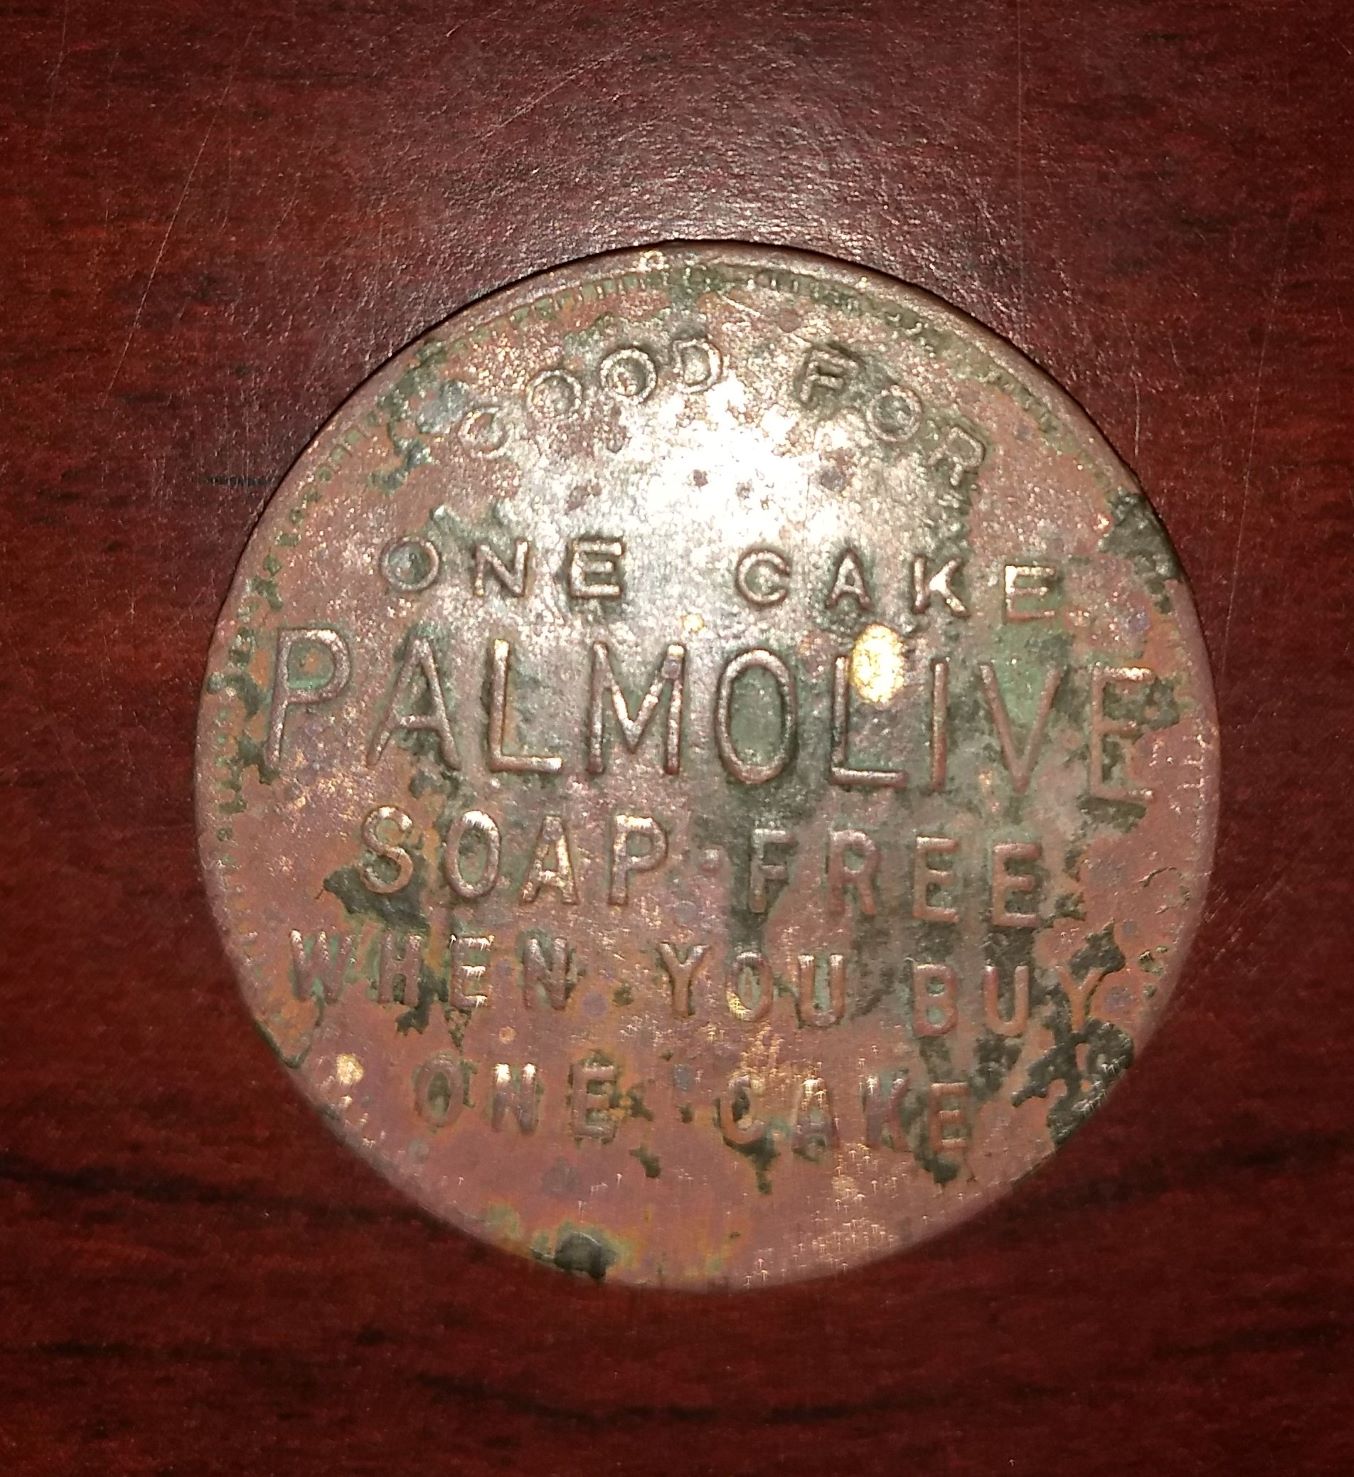 GOOD FOR
ONE CAKE
PALMOLIVE
SOAP·FREE
WHEN·YOU BUY
ONE CAKE